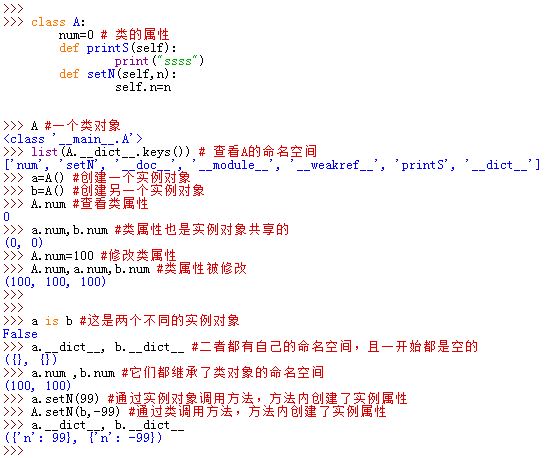 >>>
>>> class A:
        num=0 # 类的属性
        def printS(self):
                print("ssss")
        def setN(self,n):
                self.n=n
>>> A #一个类对象
<class '__main__.A'>
>>> list(A.__dict__.keys()) # 查看A的命名空间
['num', 'setN', '__doc__', '__module__', '__weakref__', 'printS', '__dict__']
>>> a=A() #创建一个实例对象
>>> b=A() #创建另一个实例对象
>>> A.num #查看类属性
0
>>> a.num,b.num #类属性也是实例对象共享的
(0, 0)
>>> A.num=100 #修改类属性
>>> A.num,a.num,b.num #类属性被修改
(100, 100, 100)
>>>
>>>
>>> a is b #这是两个不同的实例对象
False
>>> a.__dict__, b.__dict__ #二者都有自己的命名空间，且一开始都是空的
({}, {})
>>> a.num ,b.num #它们都继承了类对象的命名空间
(100, 100)
>>> a.setN(99) #通过实例对象调用方法，方法内创建了实例属性
>>> A.setN(b,-99) #通过类调用方法，方法内创建了实例属性
>>> a.__dict__, b.__dict__
({'n': 99}, {'n': -99})
>>>